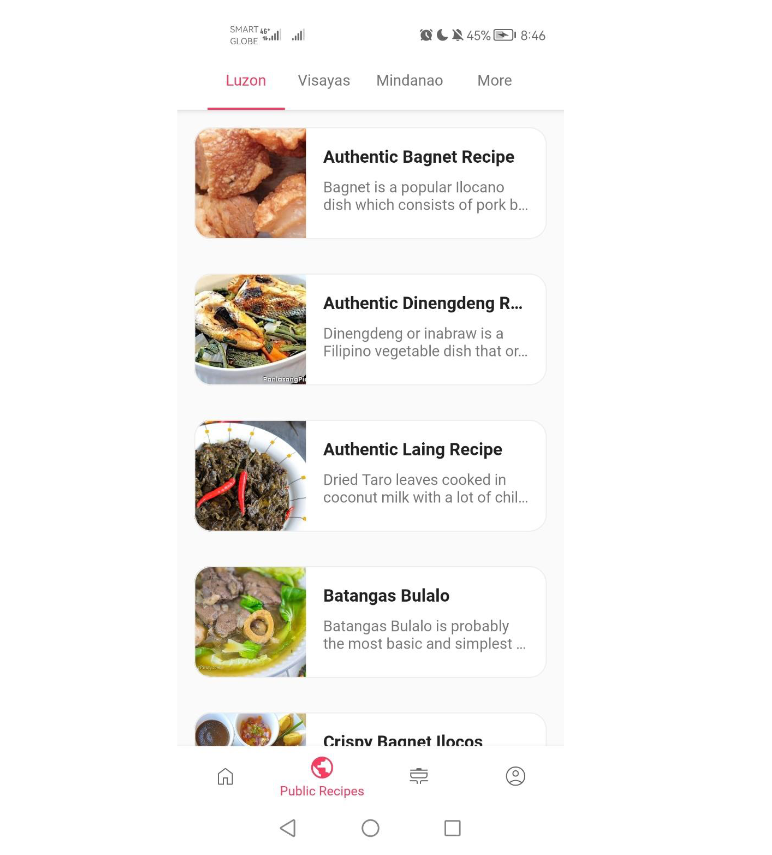 SMART
GLOBE
4G+
45%
8:46
Luzon
Visayas
Mindanao
More
Authentic Bagnet Recipe
Bagnet is a popular Ilocano
dish which consists of pork b...
Authentic Dinengdeng R...
Dinengdeng or inabraw is a
Filipino vegetable dish that or...
Authentic Laing Recipe
Dried Taro leaves cooked in
coconut milk with a lot of chil...
Batangas Bulalo
Batangas Bulalo is probably
the most basic and simplest ...
Crispy Bagnet Ilocos
Public Recipes